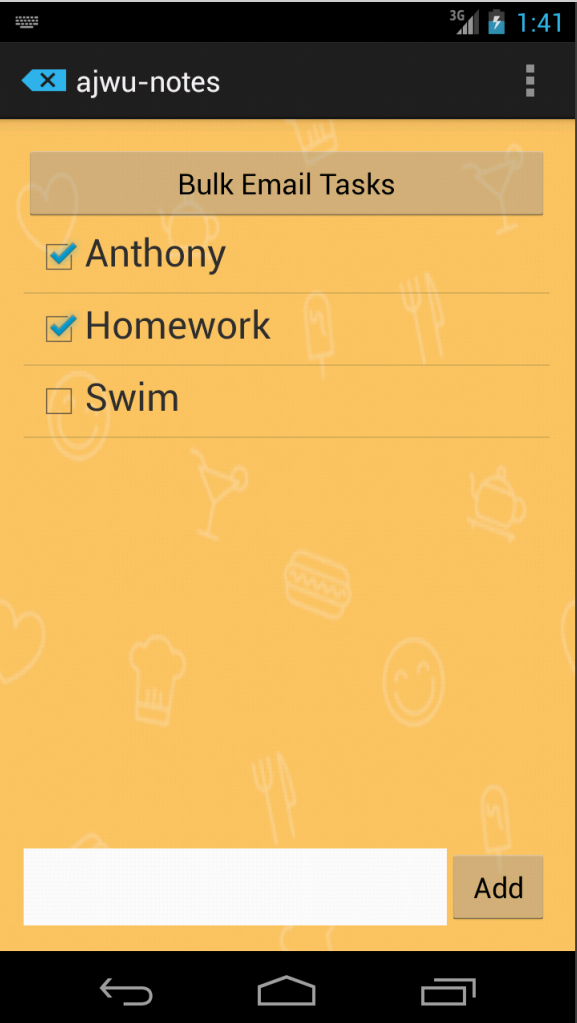 3G 1:41
ajwu-notes
Bulk Email Tasks
Anthony
Homework
Swim
Add